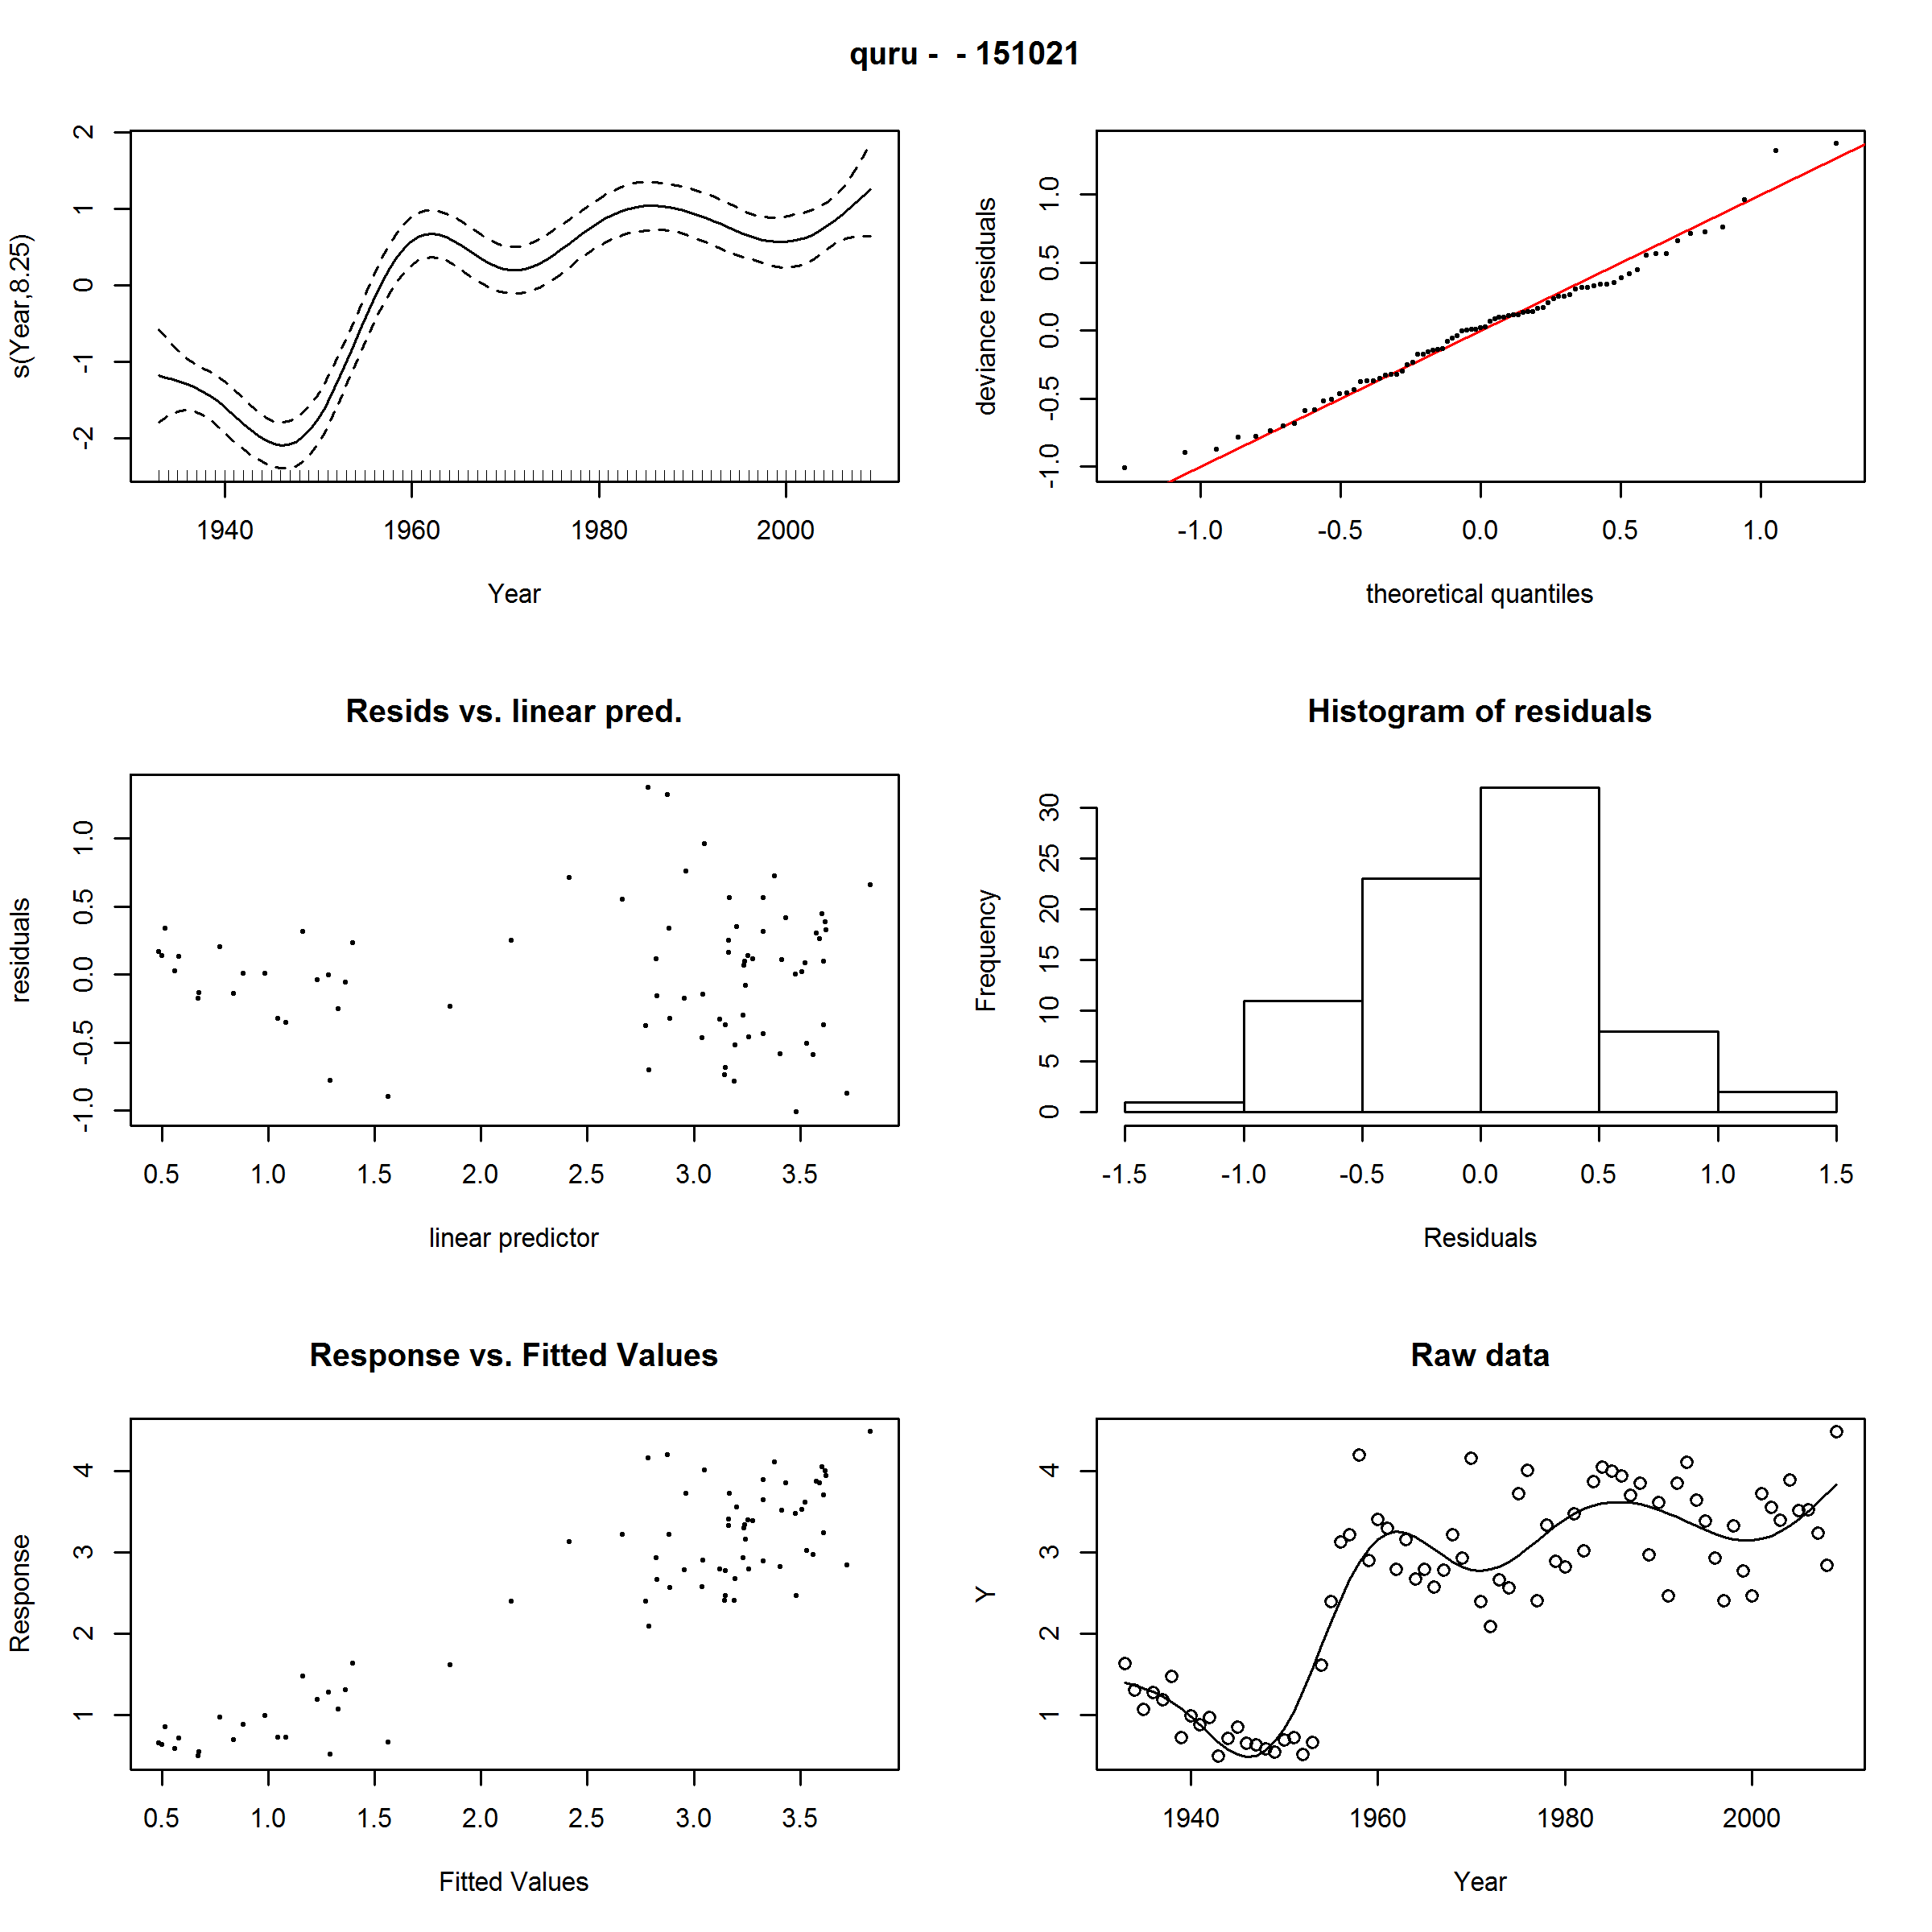 quru -  - 151021
s(Year,8.25)
2
1
0
-1
-2
1940 1960 1980 2000
Year
deviance residuals
1.0
0.5
0.0
-0.5
-1.0
-1.0 -0.5 0.0 0.5 1.0
theoretical quantiles
Resids vs. linear pred.
residuals
1.0
0.5
0.0
-0.5
-1.0
0.5 1.0 1.5 2.0 2.5 3.0 3.5
linear predictor
Histogram of residuals
Frequency
30
25
20
15
10
5
0
-1.5 -1.0 -0.5 0.0 0.5 1.0 1.5
Residuals
Response vs. Fitted Values
Response
4
3
2
1
0.5 1.0 1.5 2.0 2.5 3.0 3.5
Fitted Values
Raw data
Y
4
3
2
1
1940 1960 1980 2000
Year